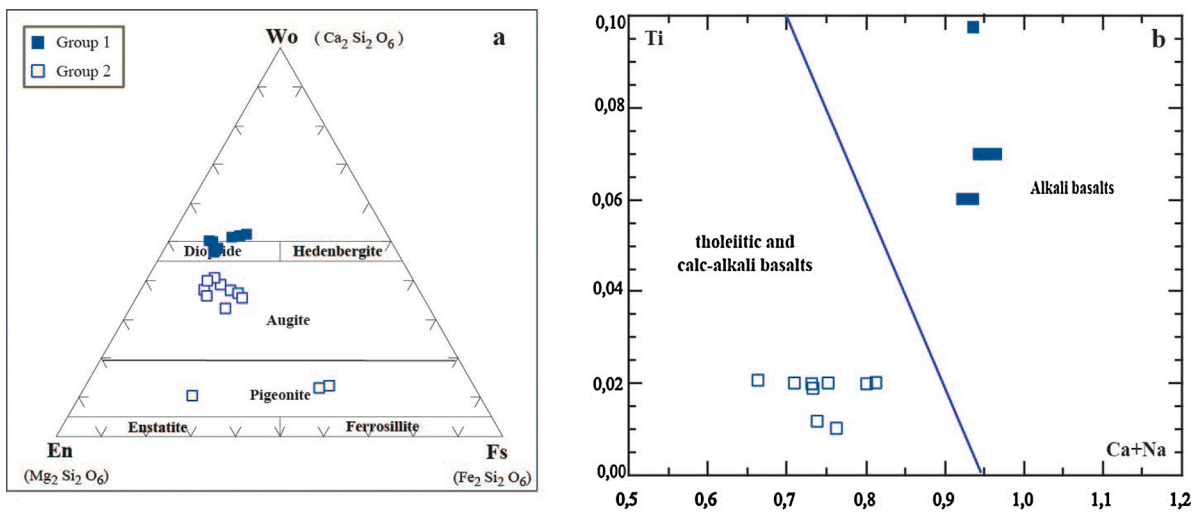 Group 1
Group 2
Wo ( Ca2 Si2 O6 )
a
Diopside
Hedenbergite
Augite
Pigeonite
Enstatite
Ferrosillite
En
Fs
(Mg2 Si2 O6)
(Fe2 Si2 O6)
0,10
0,08
0,06
0,04
0,02
0,00
Ti
b
Alkali basalts
tholeiitic and
calc-alkali basalts
Ca+Na
0,5 0,6 0,7 0,8 0,9 1,0 1,1 1,2